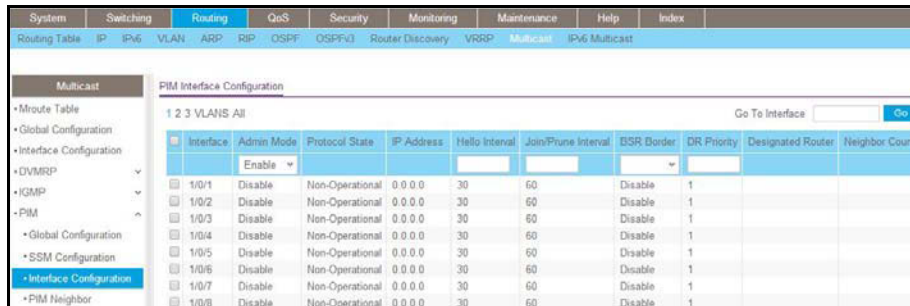 System Switching Routing QoS Security Monitoring Maintenance Help Index
Routing Table IP IPv6 VLAN ARP RIP OSPF OSPFv3 Router Discovery VRRP Multicast IPv6 Multicast
Multicast
PIM Interface Configuration
• Mroute Table
• Global Configuration
• Interface Configuration
• DVMRP
• IGMP
• PIM
• Global Configuration
• SSM Configuration
• Interface Configuration
• PIM Neighbor
1 2 3 VLANS All
Go To Interface Go
Interface Admin Mode Protocol State IP Address Hello Interval Join/Prune Interval BSR Border DR Priority Designated Router Neighbor Coun
Enable
1/0/1 Disable Non-Operational 0.0.0.0 30 60 Disable 1
1/0/2 Disable Non-Operational 0.0.0.0 30 60 Disable 1
1/0/3 Disable Non-Operational 0.0.0.0 30 60 Disable 1
1/0/4 Disable Non-Operational 0.0.0.0 30 60 Disable 1
1/0/5 Disable Non-Operational 0.0.0.0 30 60 Disable 1
1/0/6 Disable Non-Operational 0.0.0.0 30 60 Disable 1
1/0/7 Disable Non-Operational 0.0.0.0 30 60 Disable 1
1/0/8 Disable Non-Operational 0.0.0.0 30 60 Disable 1